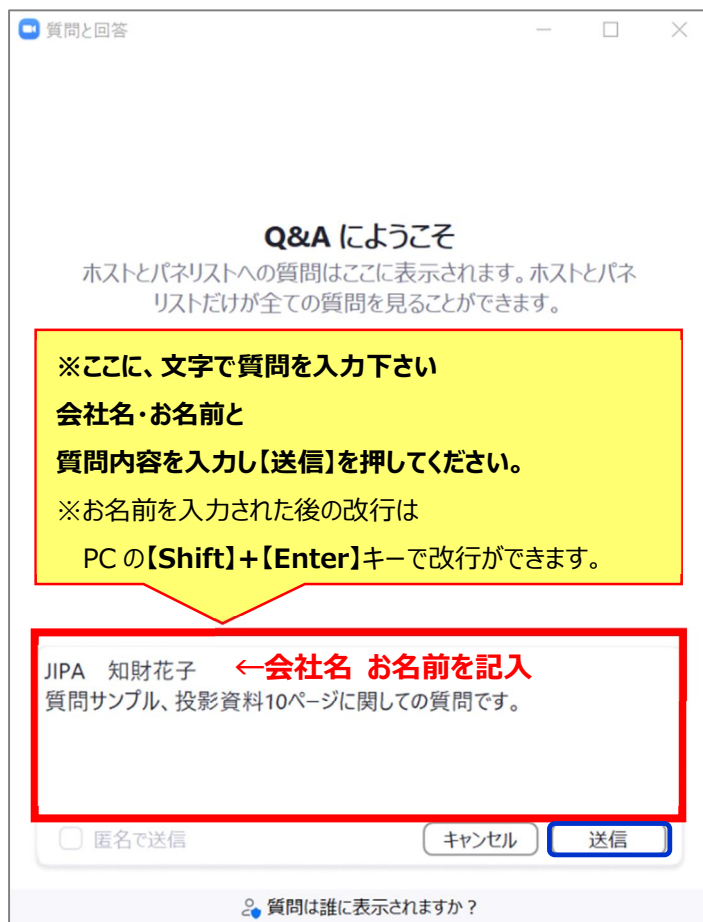 質問と回答
Q&A にようこそ
ホストとパネリストへの質問はここに表示されます。ホストとパネ
リストだけが全ての質問を見ることができます。
※ここに、文字で質問を入力下さい
会社名・お名前と
質問内容を入力し【送信】を押してください。
※お名前を入力された後の改行は
PC の【Shift】+【Enter】キーで改行ができます。
JIPA　知財花子　←会社名 お名前を記入
質問サンプル、投影資料10ページに関しての質問です。
匿名で送信 キャンセル 送信
質問は誰に表示されますか？